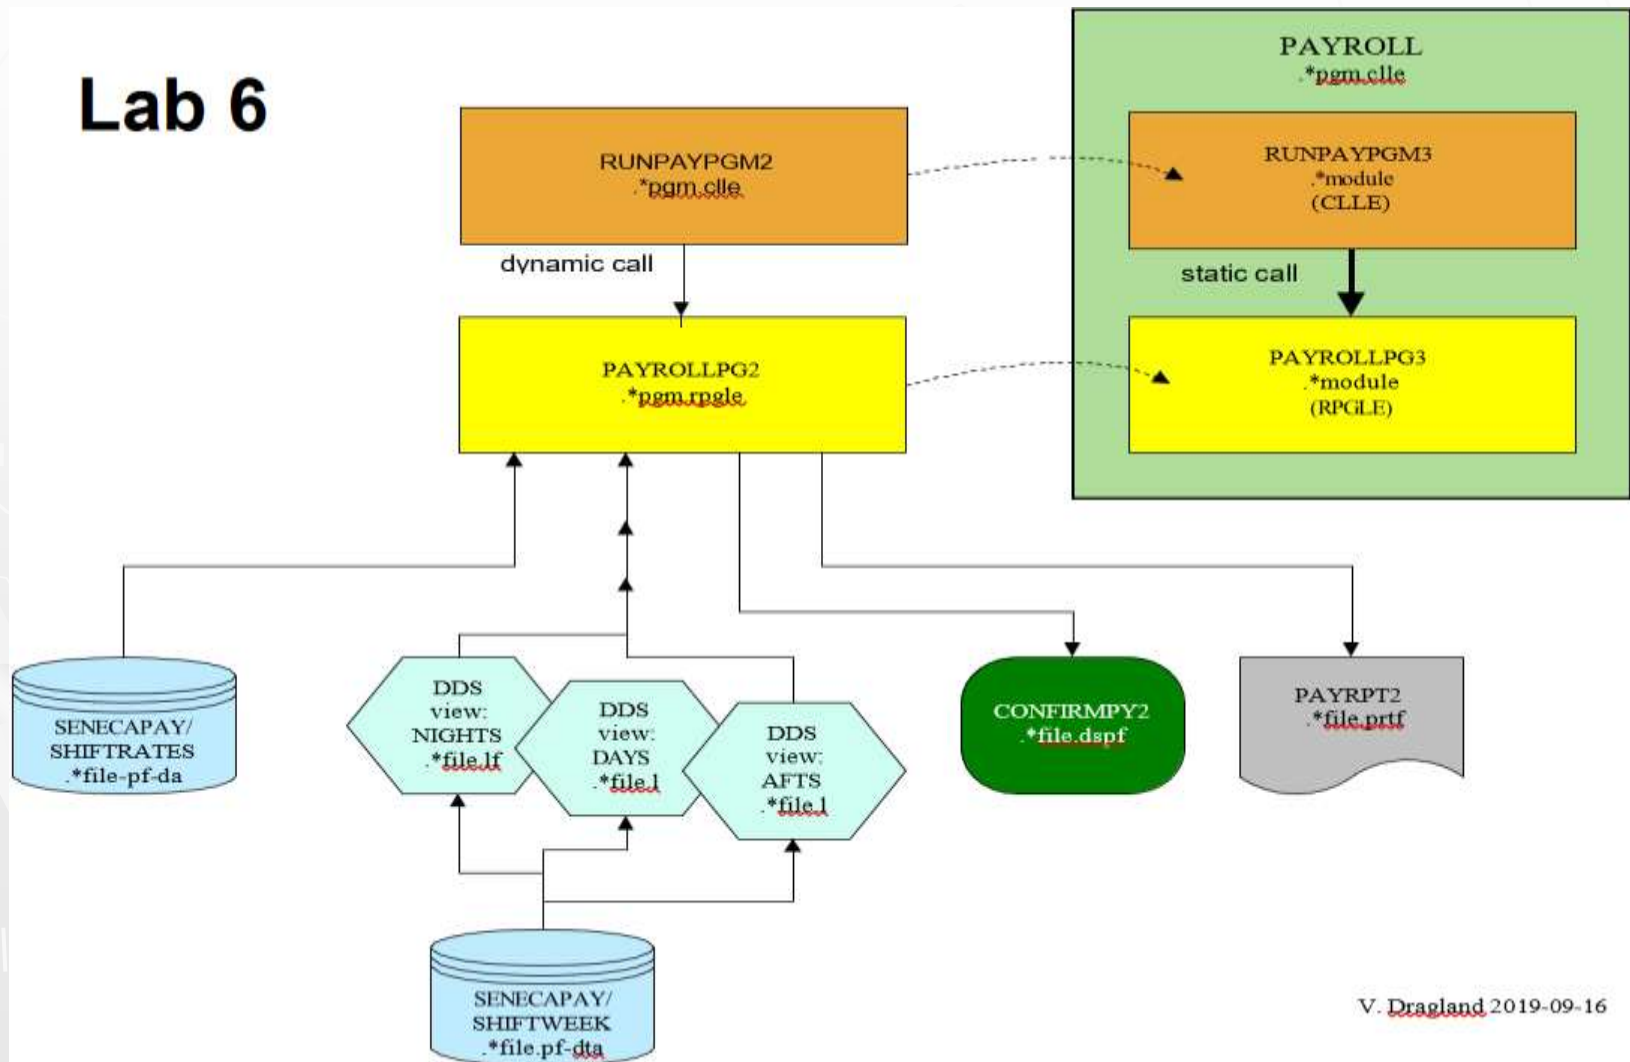 Lab 6
RUNPAYPGM2
.*pgm.clle
dynamic call
PAYROLLPG2
.*pgm.rpgle
PAYROLL
.*pgm.clle
RUNPAYPGM3
.*module
(CLLE)
static call
PAYROLLPG3
.*module
(RPGLE)
SENECAPAY/
SHIFTRATES
.*file-pf-da
DDS
view:
NIGHTS
.*file.lf
DDS
view:
DAYS
.*file.l
DDS
view:
AFTS
.*file.l
CONFIRMPY2
.*file.dspf
PAYRPT2
.*file.prtf
SENECAPAY/
SHIFTWEEK
.*file.pf-dta
V. Dragland 2019-09-16